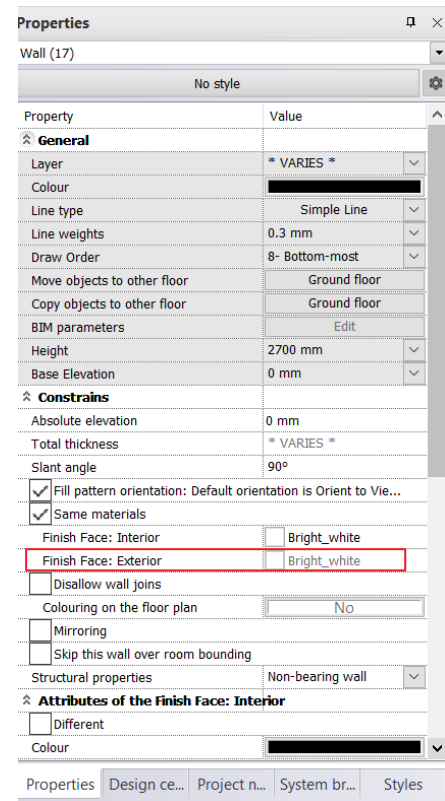 Properties
Wall (17)
No style
Property Value
General
Layer * VARIES *
Colour
Line type Simple Line
Line weights 0.3 mm
Draw Order 8- Bottom-most
Move objects to other floor Ground floor
Copy objects to other floor Ground floor
BIM parameters Edit
Height 2700 mm
Base Elevation 0 mm
Constrains
Absolute elevation 0 mm
Total thickness * VARIES *
Slant angle 90°
Fill pattern orientation: Default orientation is Orient to Vie...
Same materials
Finish Face: Interior Bright_white
Finish Face: Exterior Bright_white
Disallow wall joins
Colouring on the floor plan No
Mirroring
Skip this wall over room bounding
Structural properties Non-bearing wall
Attributes of the Finish Face: Interior
Different
Colour
Properties Design ce... Project n... System br... Styles